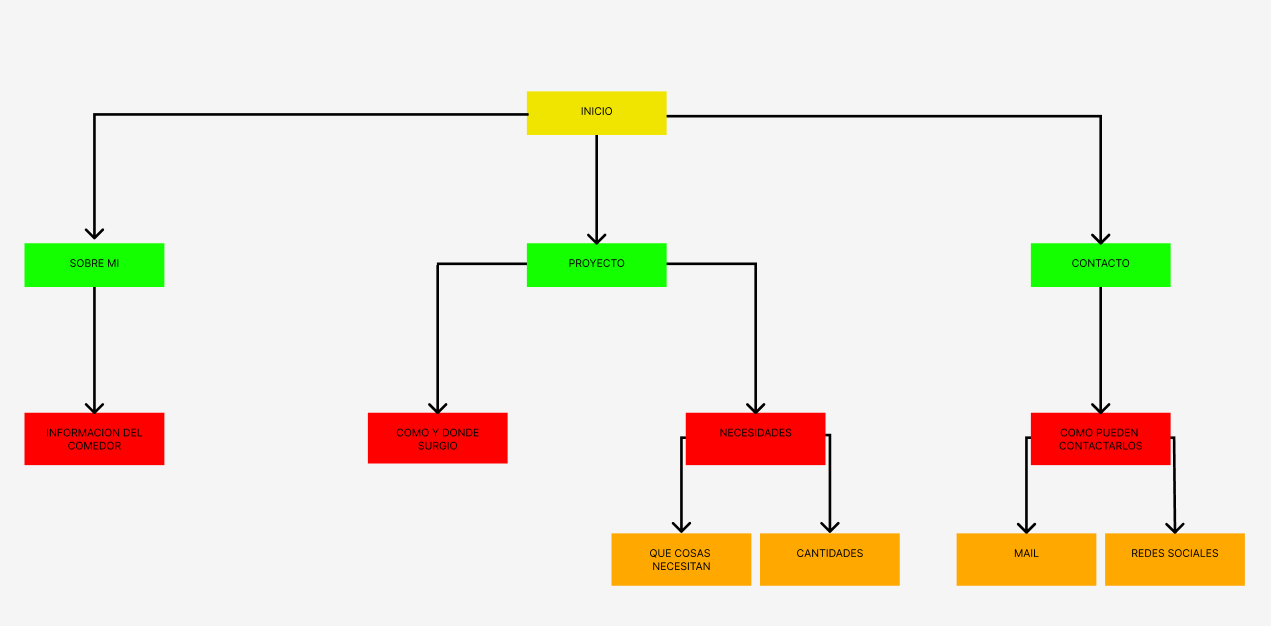 INICIO
SOBRE MI
PROYECTO
CONTACTO
INFORMACION DEL
COMEDOR
COMO Y DONDE
SURGIO
NECESIDADES
COMO PUEDEN
CONTACTARLOS
QUE COSAS
NECESITAN
CANTIDADES
MAIL
REDES SOCIALES